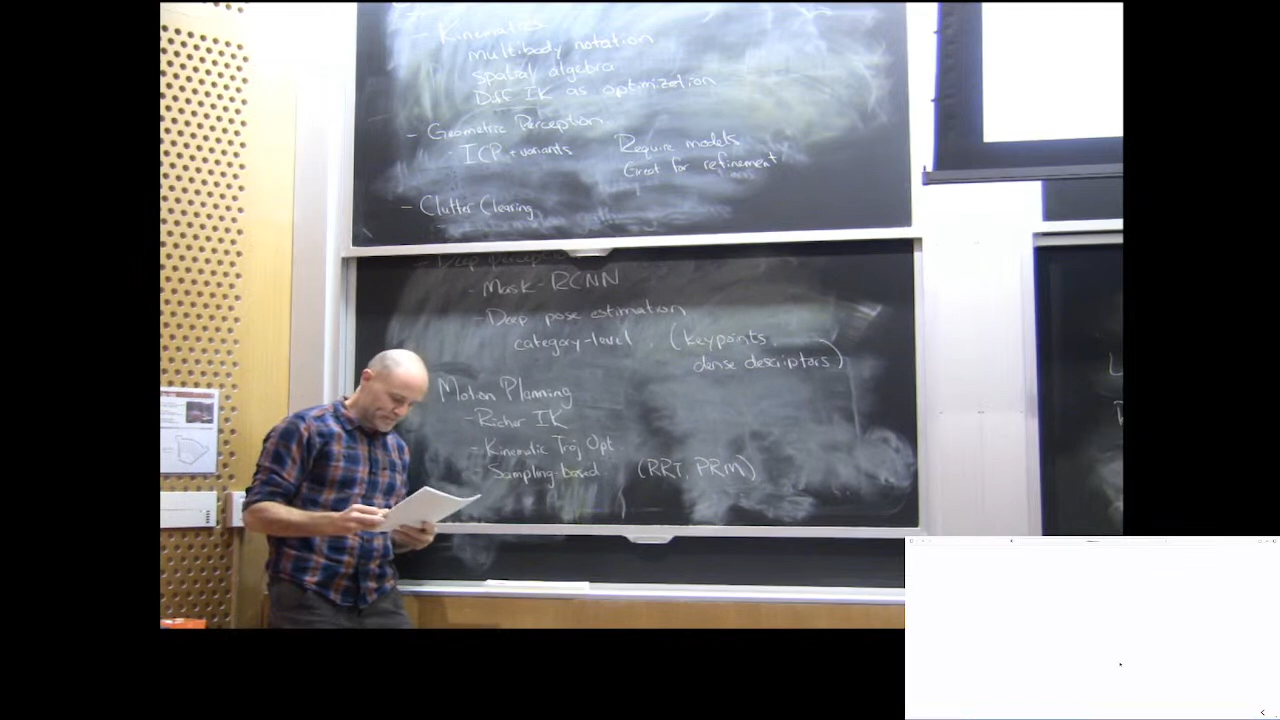 - Kinematics
multibody notation
spatial algebra
Diff IK as optimization
- Geometric Perception
- ICP + variants Require models
Great for refinement
- Clutter Clearing
- Deep perception
- Mask-RCNN
- Deep pose estimation
category-level (keypoints,
dense descriptors)
Motion Planning
- Richer IK
- Kinematic Traj Opt
- Sampling-based (RRT, PRM)